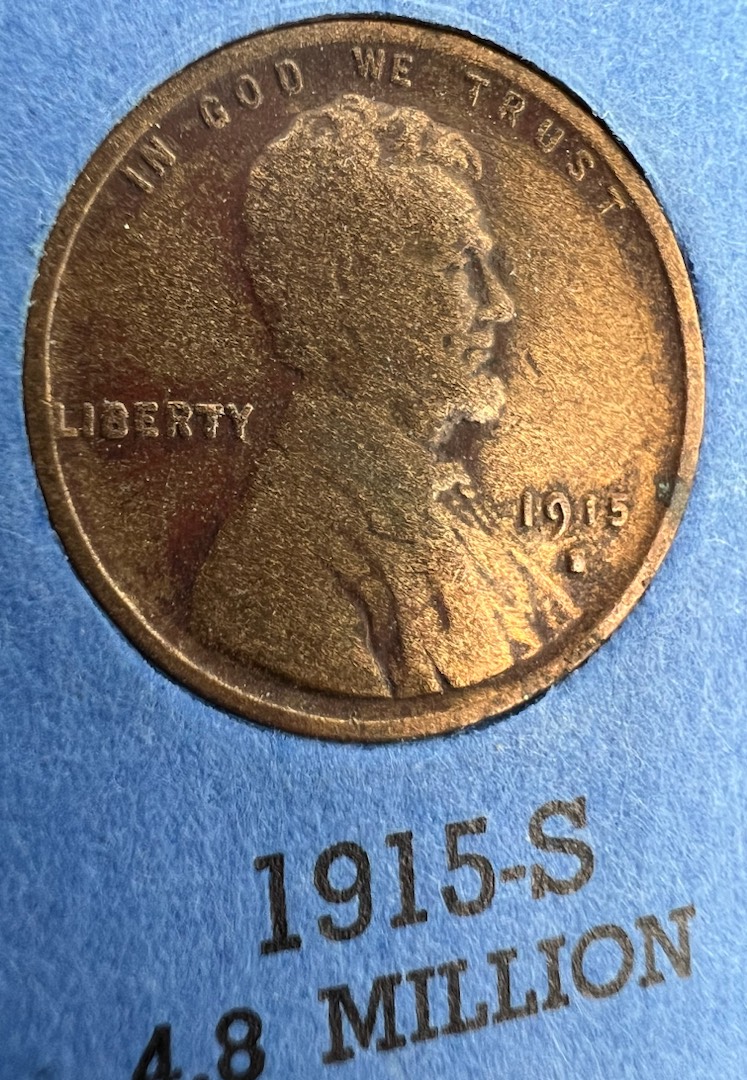 IN GOD WE TRUST
LIBERTY
1915
S
1915-S
4.8 MILLION